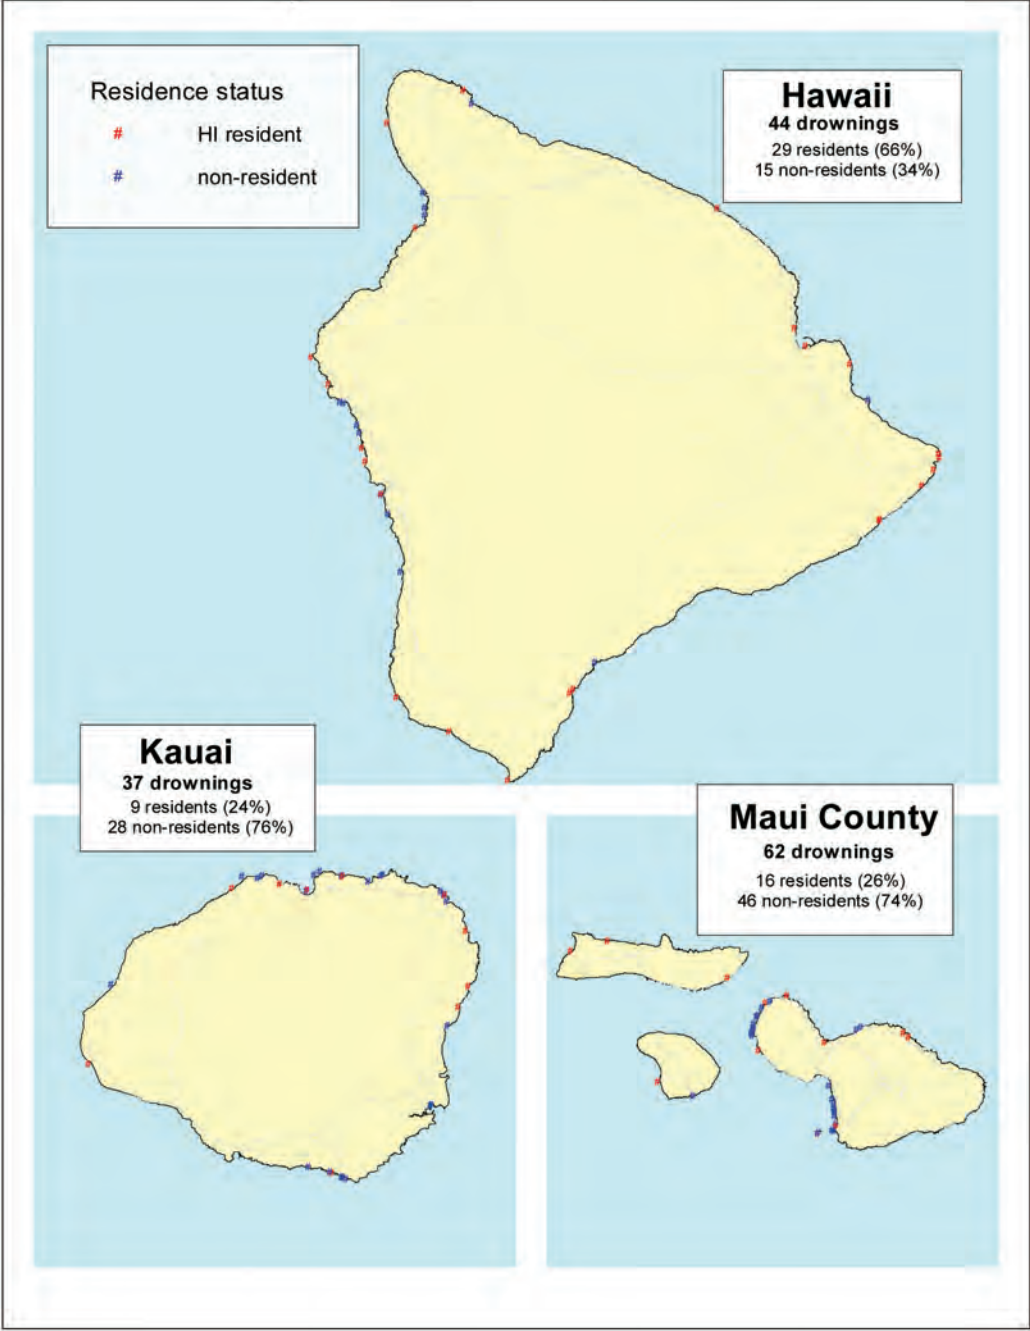 Residence status
# HI resident
# non-resident
Hawaii
44 drownings
29 residents (66%)
15 non-residents (34%)
Kauai
37 drownings
9 residents (24%)
28 non-residents (76%)
Maui County
62 drownings
16 residents (26%)
46 non-residents (74%)